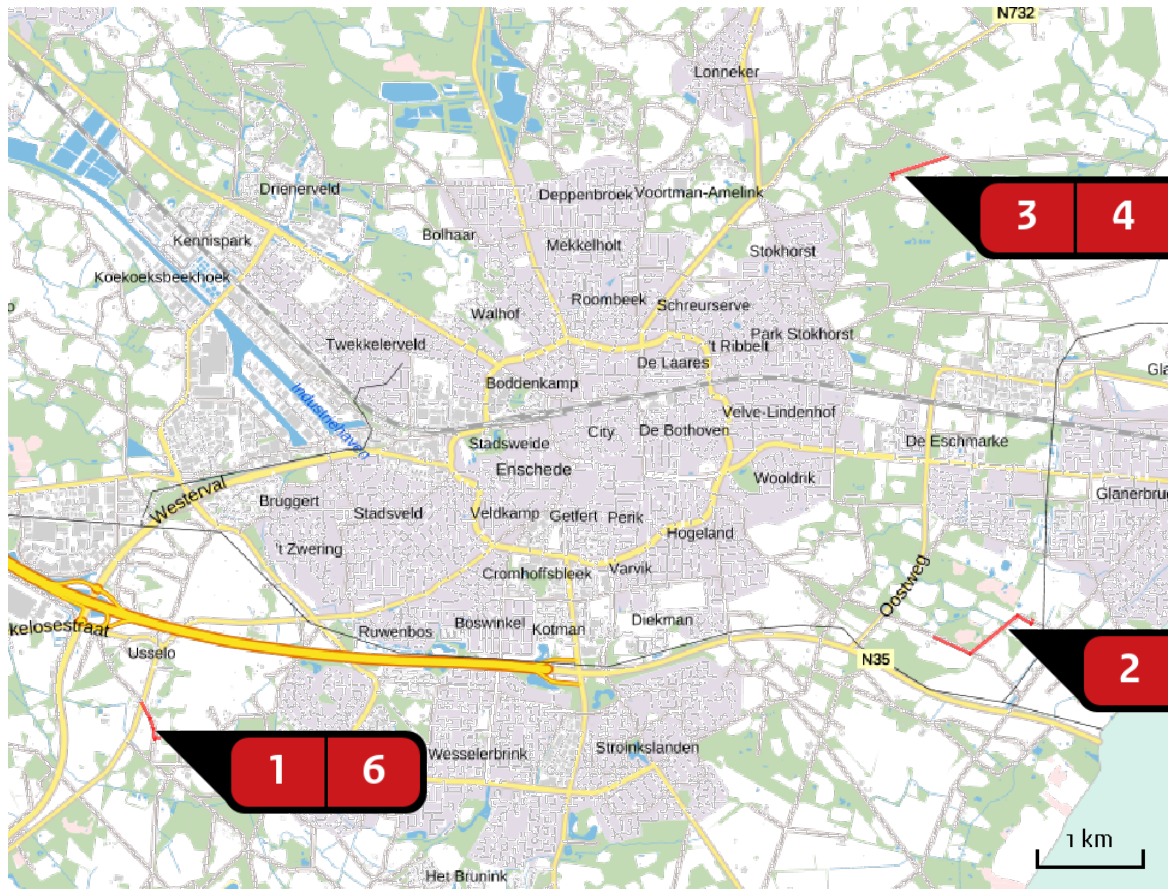 N732
Lonneker
Drienerveld
Deppenbroek
Voortman-Amelink
3
4
Bolhaar
Kennispark
Mekkelholt
Stokhorst
Koekoeksbeekhoek
Roombeek
Schreurserve
Walhof
Park Stokhorst
Twekkelerveld
't Ribbelt
De Laares
Gla
Boddenkamp
Industriehaven
Velve-Lindenhof
City
De Bothoven
Stadsweide
De Eschmarke
Enschede
Wooldrik
Westerval
Bruggert
Glanerbrug
Stadsveld
Veldkamp
Getfert
Perik
Hogeland
't Zwering
Cromhoffsbleek
Varvik
Oostweg
Boswinkel
Diekman
kelosestraat
Ruwenbos
Kotman
Usselo
N35
2
Wesselerbrink
Stroinkslanden
1
6
1 km
Het Brunink